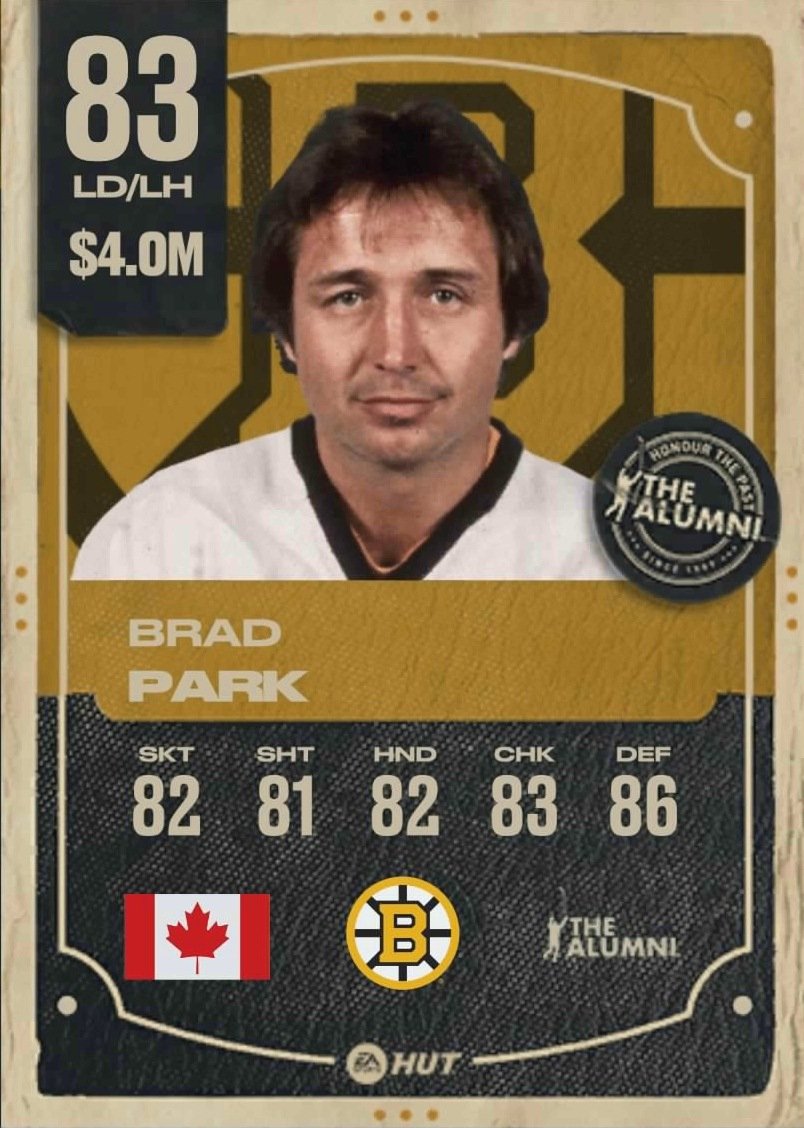 83
LD/LH
$4.0M
HONOUR THE PAST
THE
ALUMNI
BRAD
PARK
SKT SHT HND CHK DEF
82 81 82 83 86
B
THE
ALUMNI
EA
HUT